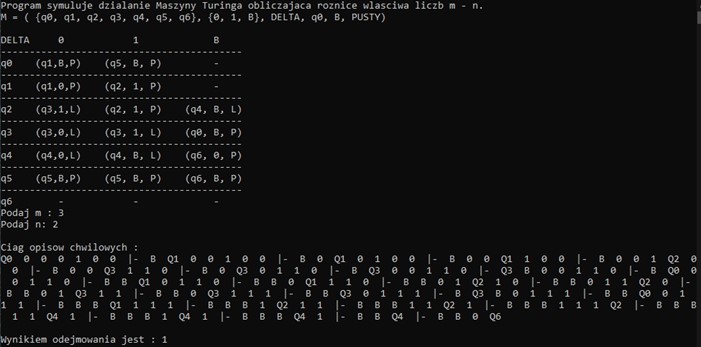 Program symuluje dzialanie Maszyny Turinga obliczajaca roznice wlasciwa liczb m - n.
M = ( {q0, q1, q2, q3, q4, q5, q6}, {0, 1, B}, DELTA, q0, B, PUSTY)
DELTA 0 1 B
------------------------------------------
q0 (q1,B,P) (q5, B, P) -
------------------------------------------
q1 (q1,0,P) (q2, 1, P) -
------------------------------------------
q2 (q3,1,L) (q2, 1, P) (q4, B, L)
------------------------------------------
q3 (q3,0,L) (q3, 1, L) (q0, B, P)
------------------------------------------
q4 (q4,0,L) (q4, B, L) (q6, 0, P)
------------------------------------------
q5 (q5,B,P) (q5, B, P) (q6, B, P)
------------------------------------------
q6 - - -
Podaj m : 3
Podaj n: 2
Ciag opisow chwilowych :
Q0 0 0 0 1 0 0 |- B Q1 0 0 1 0 0 |- B 0 Q1 0 1 0 0 |- B 0 0 Q1 1 0 0 |- B 0 0 1 Q2 0
0 |- B 0 0 Q3 1 1 0 |- B 0 Q3 0 1 1 0 |- B Q3 0 0 1 1 0 |- Q3 B 0 0 1 1 0 |- B Q0 0
0 1 1 0 |- B B Q1 0 1 1 0 |- B B 0 Q1 1 1 0 |- B B 0 1 Q2 1 0 |- B B 0 1 1 Q2 0 |-
B B 0 1 Q3 1 1 |- B B 0 Q3 1 1 1 |- B B Q3 0 1 1 1 |- B Q3 B 0 1 1 1 |- B B Q0 0 1
1 1 |- B B B Q1 1 1 1 |- B B B 1 Q2 1 1 |- B B B 1 1 Q2 1 |- B B B 1 1 1 Q2 |- B B B
1 1 Q4 1 |- B B B 1 Q4 1 |- B B B Q4 1 |- B B Q4 |- B B 0 Q6
Wynikiem odejmowania jest : 1